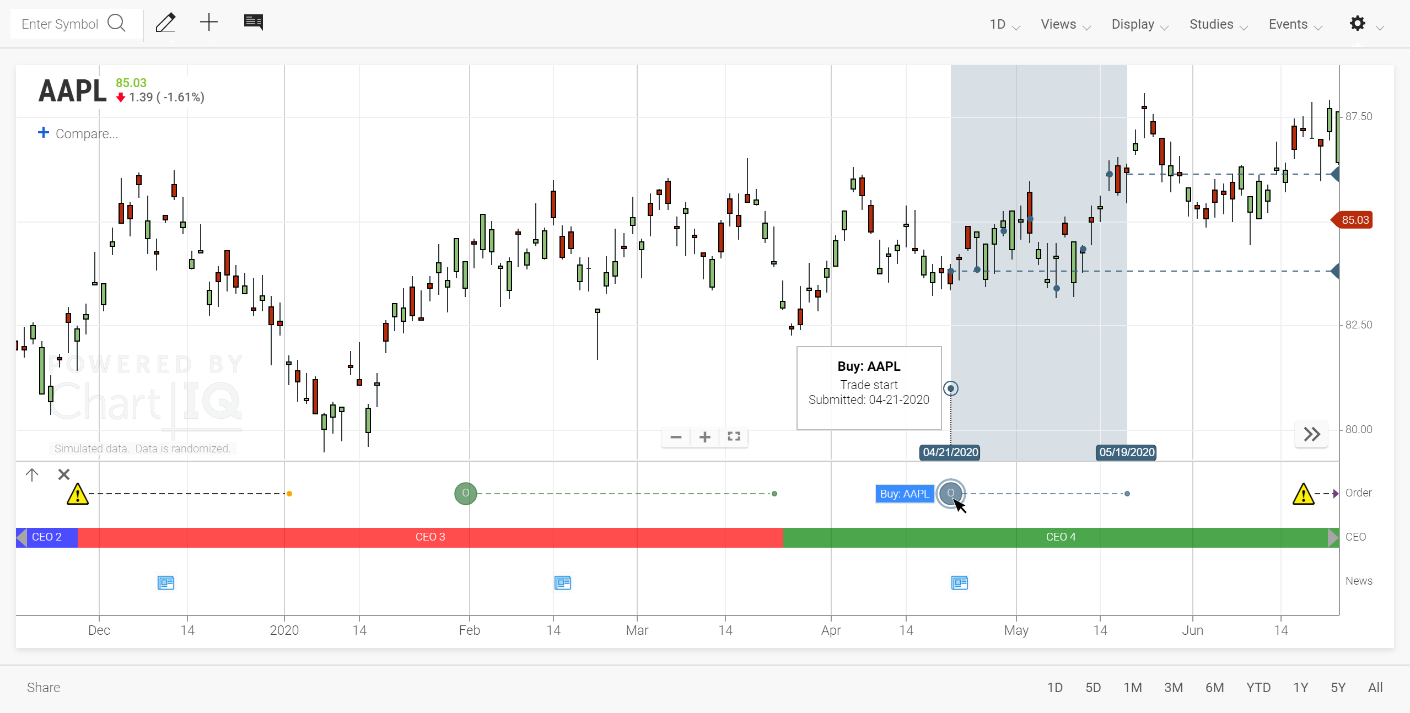 Enter Symbol
1D Views Display Studies Events
AAPL 85.03
1.39 ( -1.61%)
+ Compare...
87.50
85.03
82.50
80.00
POWERED BY
Chart IQ
Simulated data. Data is randomized.
Buy: AAPL
Trade start
Submitted: 04-21-2020
04/21/2020 05/19/2020
O Buy: AAPL O Order
CEO 2 CEO 3 CEO 4 CEO
News
Dec 14 2020 14 Feb 14 Mar 14 Apr 14 May 14 Jun 14
Share 1D 5D 1M 3M 6M YTD 1Y 5Y All